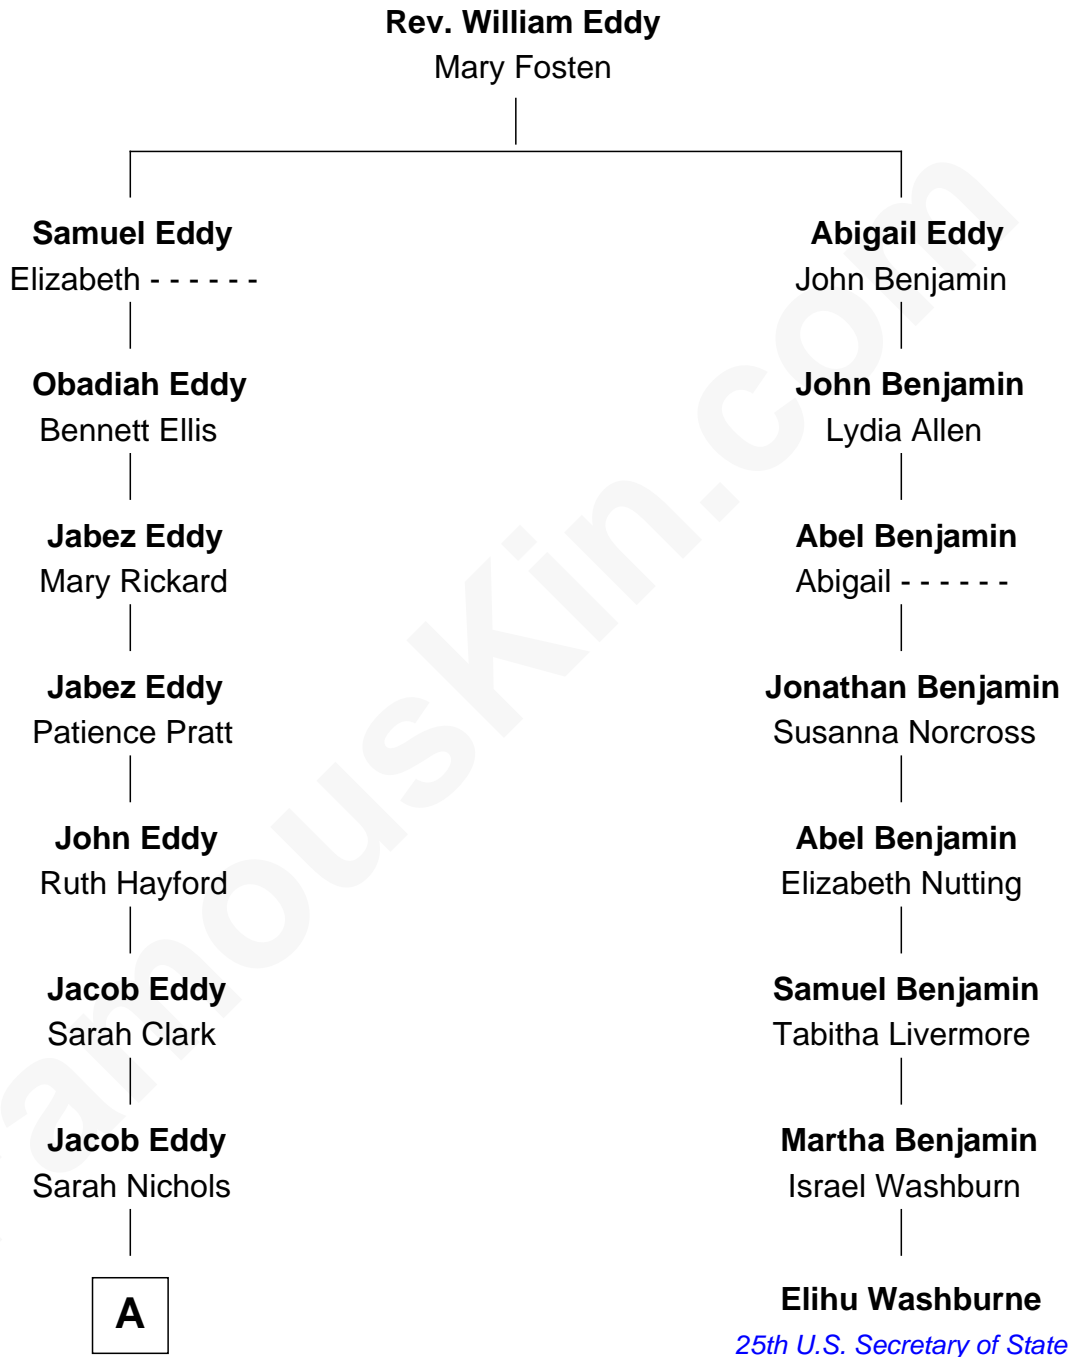 Rev. William Eddy
Mary Fosten
Samuel Eddy
Elizabeth - - - - - -
Abigail Eddy
John Benjamin
Obadiah Eddy
Bennett Ellis
John Benjamin
Lydia Allen
Jabez Eddy
Mary Rickard
Abel Benjamin
Abigail - - - - - -
Jabez Eddy
Patience Pratt
Jonathan Benjamin
Susanna Norcross
John Eddy
Ruth Hayford
Abel Benjamin
Elizabeth Nutting
Jacob Eddy
Sarah Clark
Samuel Benjamin
Tabitha Livermore
Jacob Eddy
Sarah Nichols
Martha Benjamin
Israel Washburn
A
Elihu Washburne
25th U.S. Secretary of State
amouskin.com